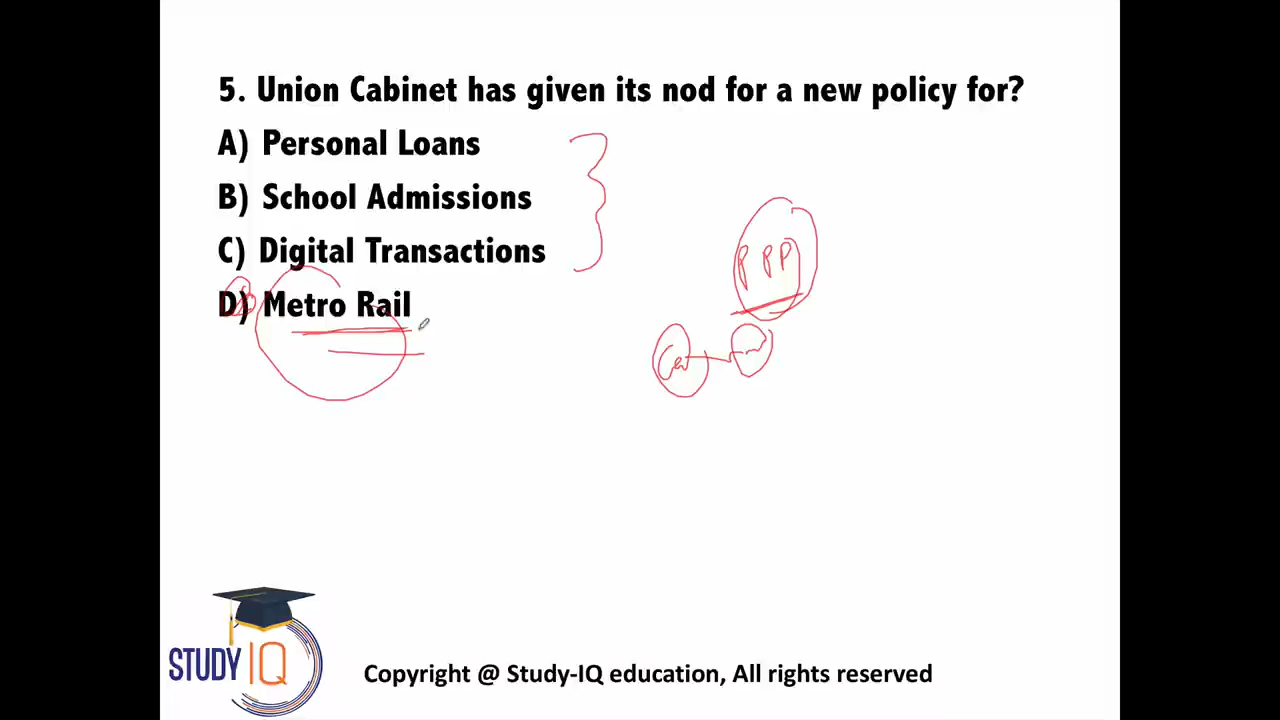 5. Union Cabinet has given its nod for a new policy for?
A) Personal Loans
B) School Admissions
C) Digital Transactions
D) Metro Rail
PPP
STUDY IQ
Copyright @ Study-IQ education, All rights reserved